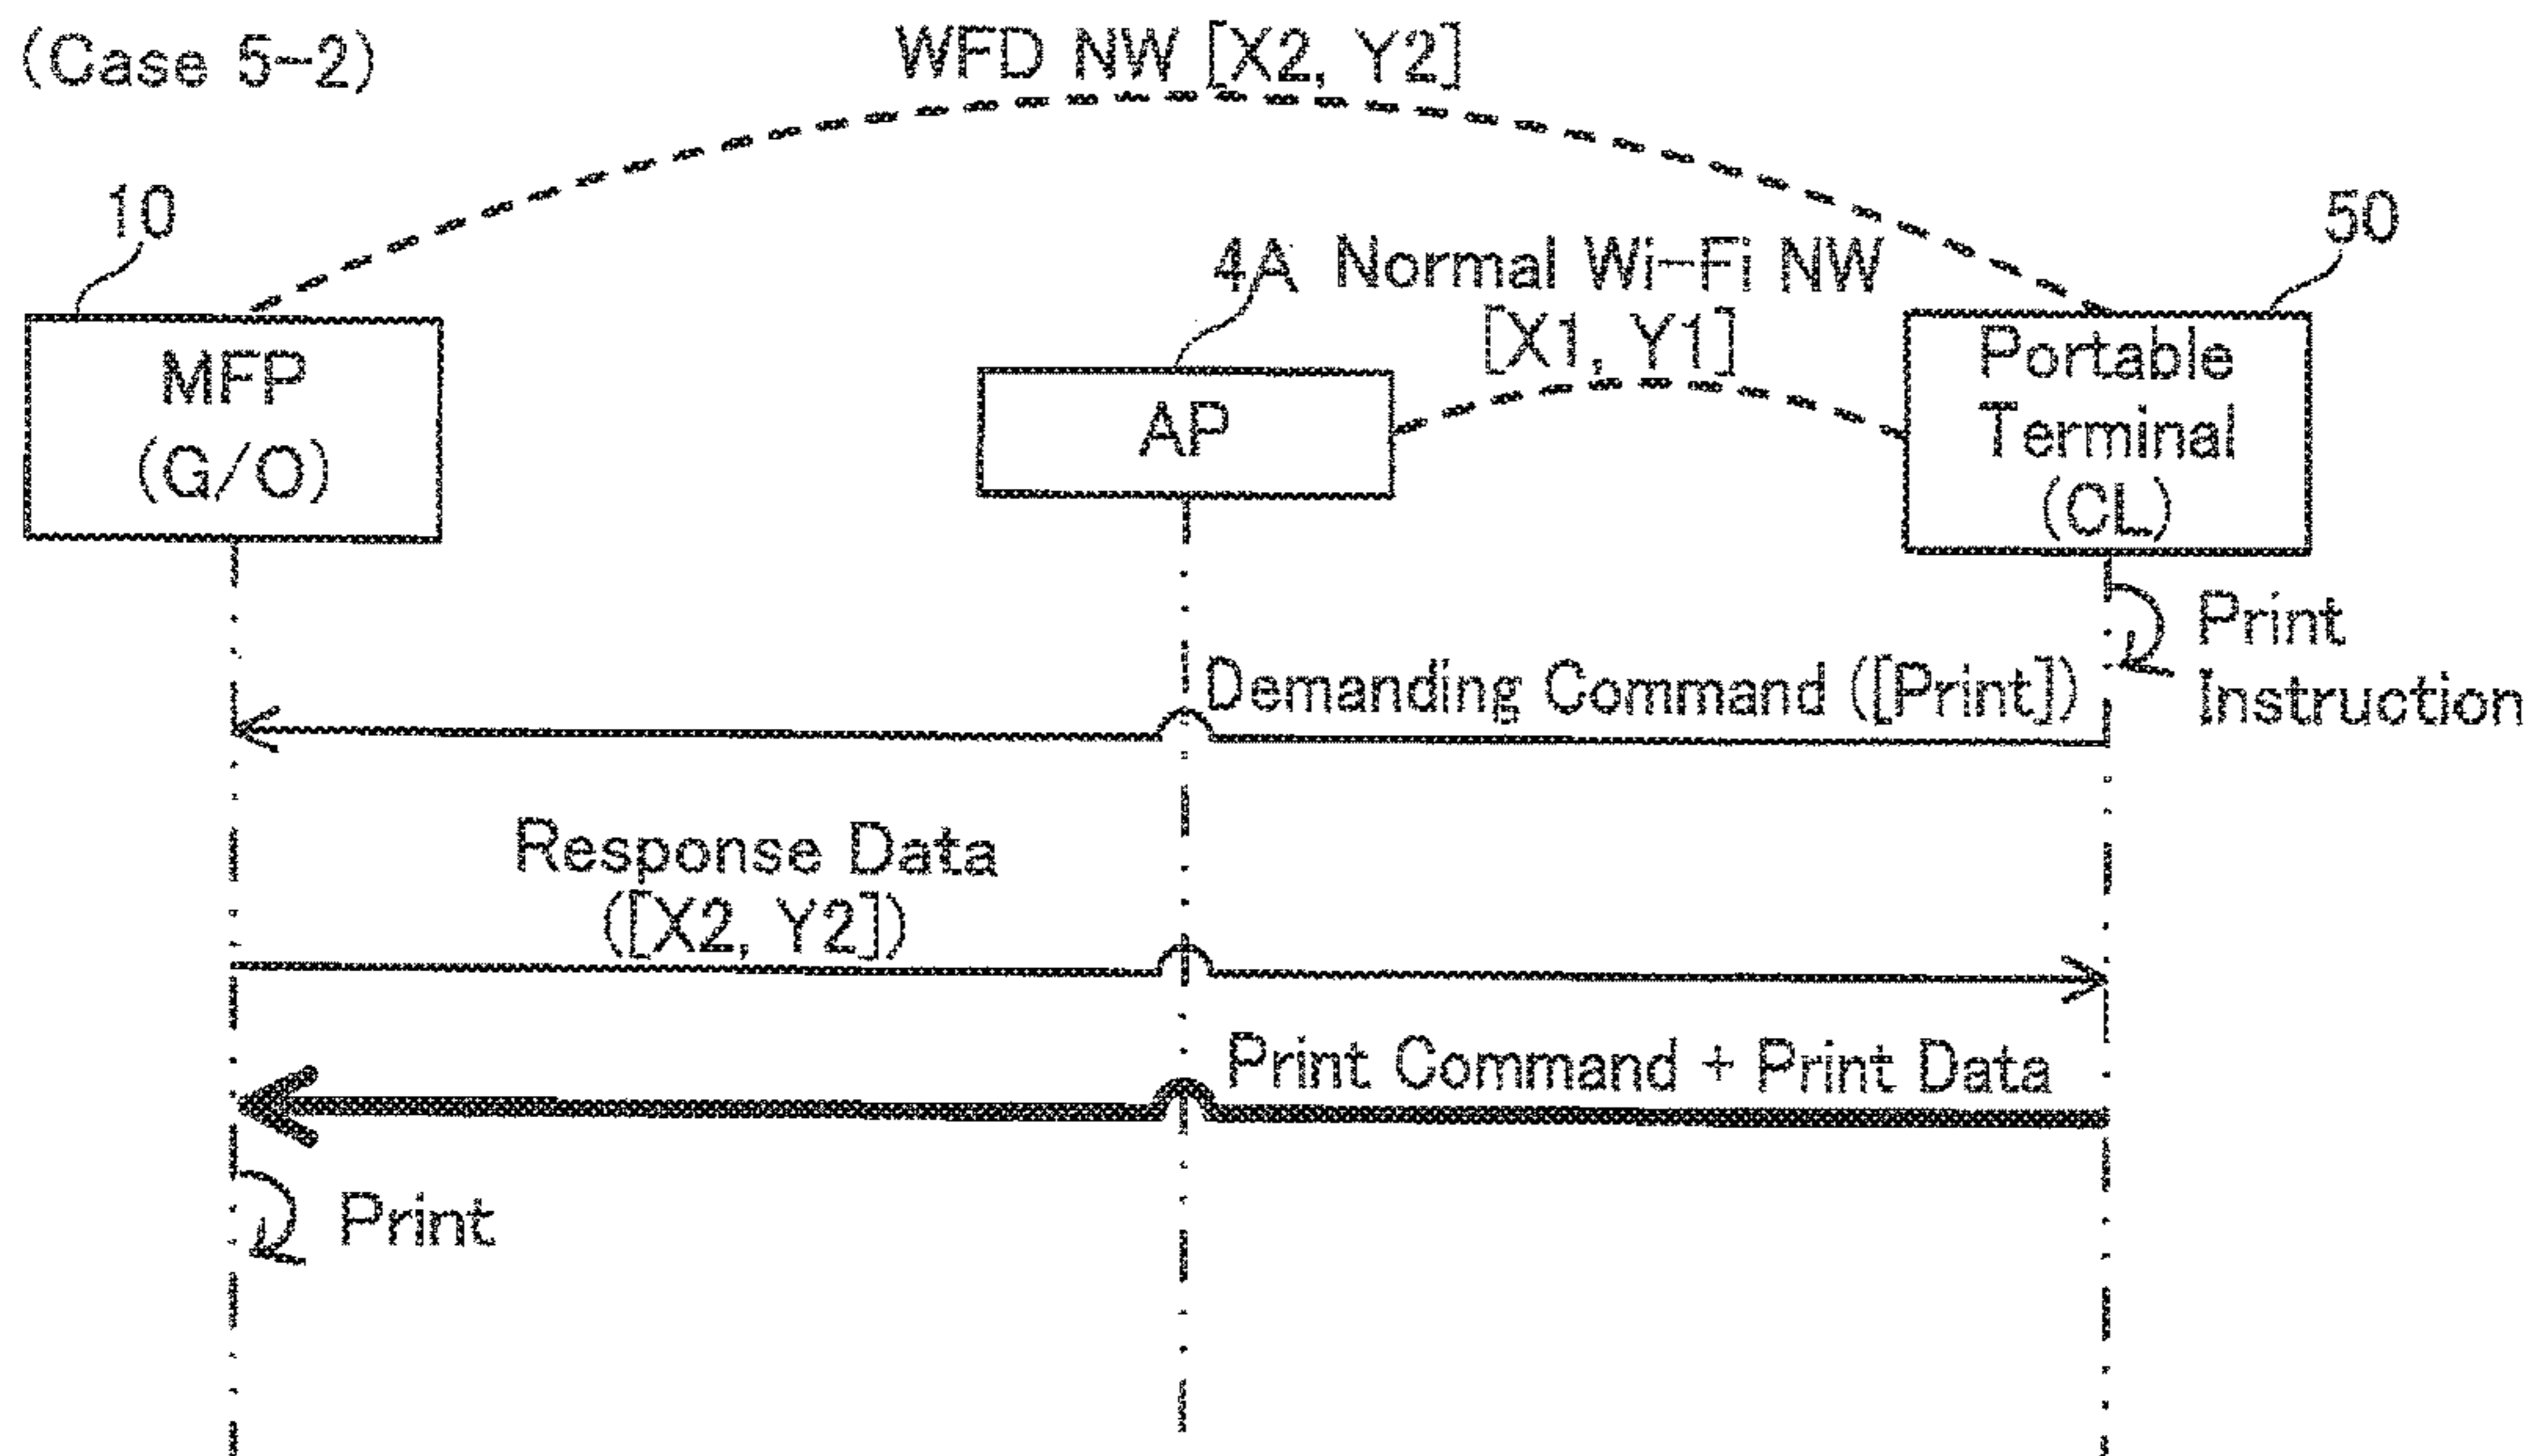 (Case 5-2)
WFD NW [X2, Y2]
10
4A
Normal Wi-Fi NW
[X1, Y1]
50
MFP
(G/O)
AP
Portable
Terminal
(CL)
Print
Instruction
Demanding Command ([Print])
Response Data
([X2, Y2])
Print Command + Print Data
Print